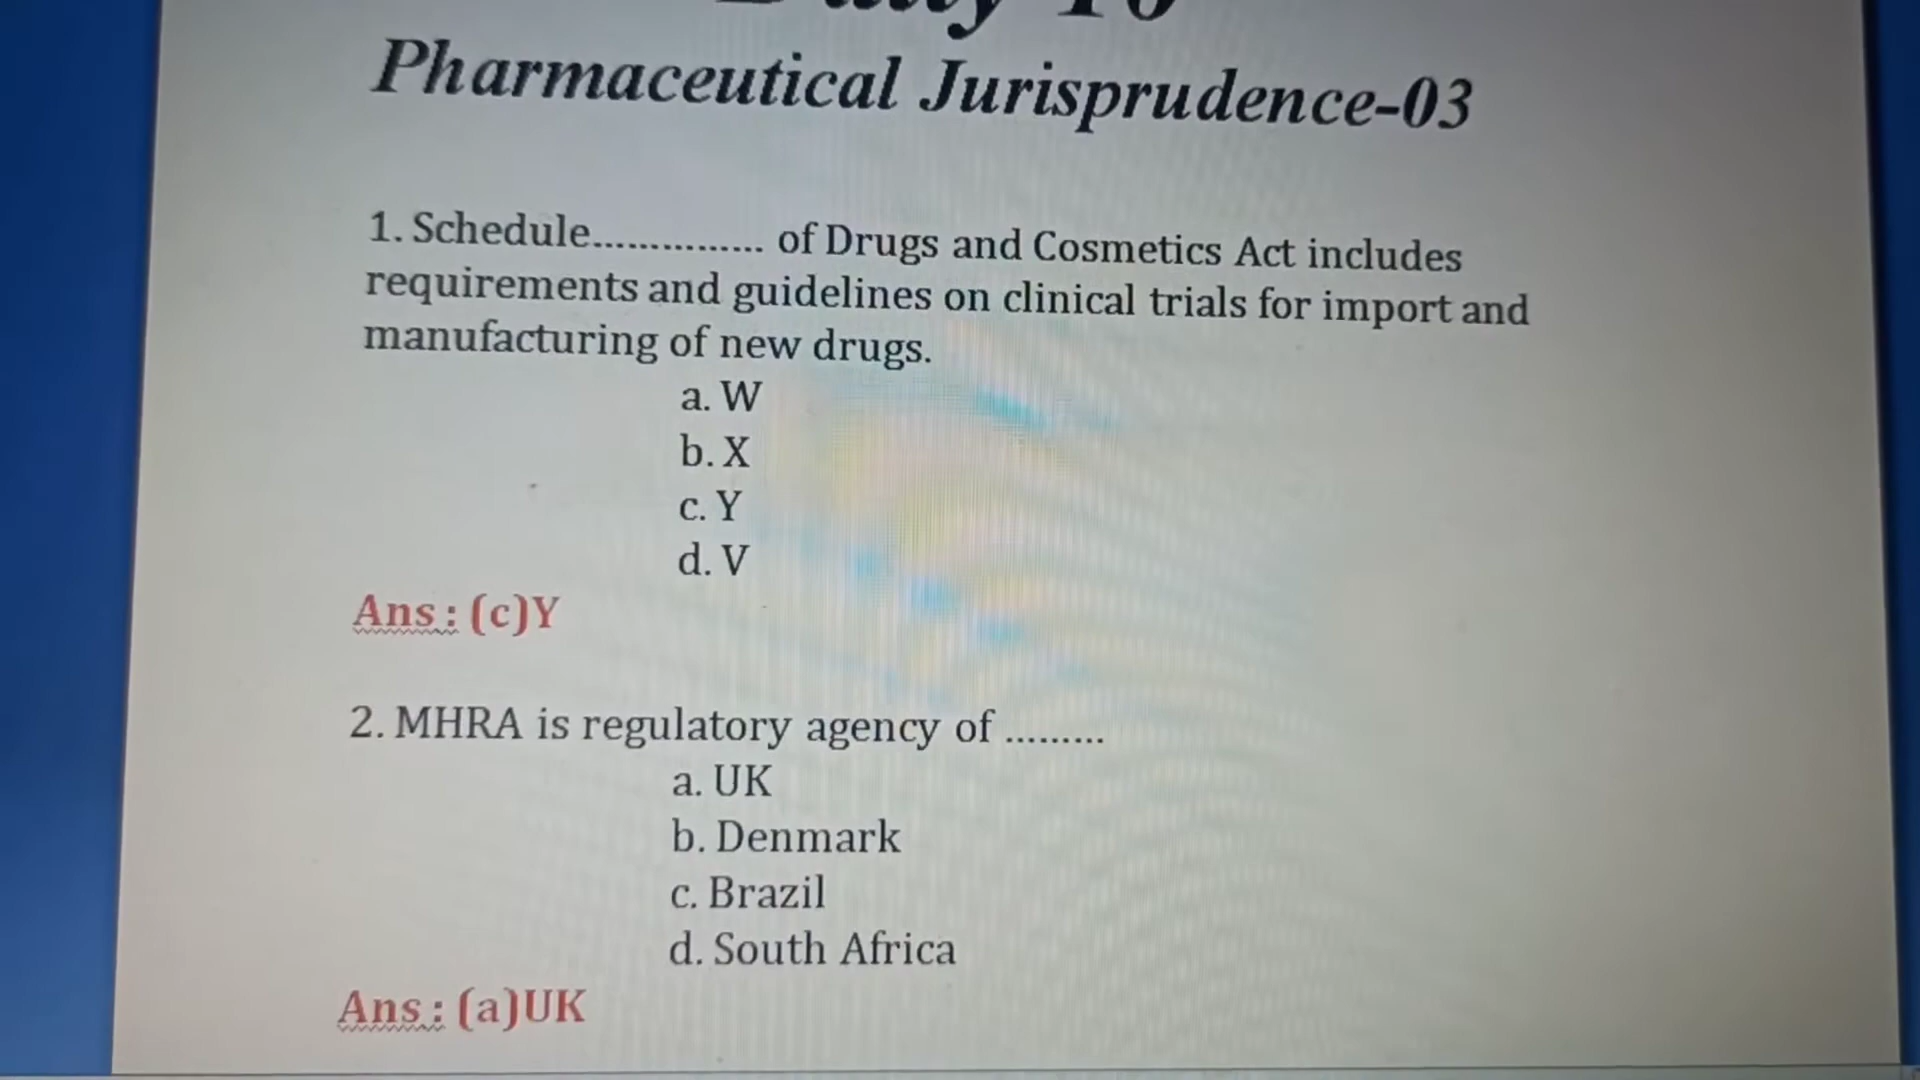 Pharmaceutical Jurisprudence-03
1. Schedule............... of Drugs and Cosmetics Act includes
requirements and guidelines on clinical trials for import and
manufacturing of new drugs.
a. W
b. X
c. Y
d. V
Ans : (c)Y
2. MHRA is regulatory agency of .........
a. UK
b. Denmark
c. Brazil
d. South Africa
Ans : (a)UK